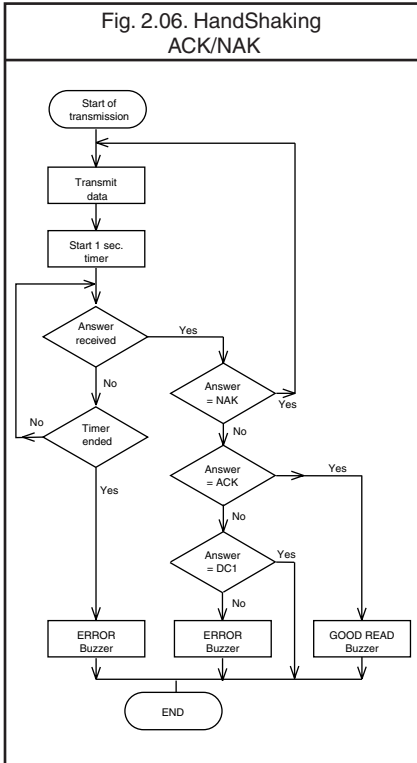 Fig. 2.06. HandShaking
ACK/NAK
Start of
transmission
Transmit
data
Start 1 sec.
timer
Answer
received
Yes
No
Answer
= NAK
Yes
No
No
Timer
ended
Yes
Answer
= ACK
Yes
No
Answer
= DC1
Yes
No
ERROR
Buzzer
ERROR
Buzzer
GOOD READ
Buzzer
END